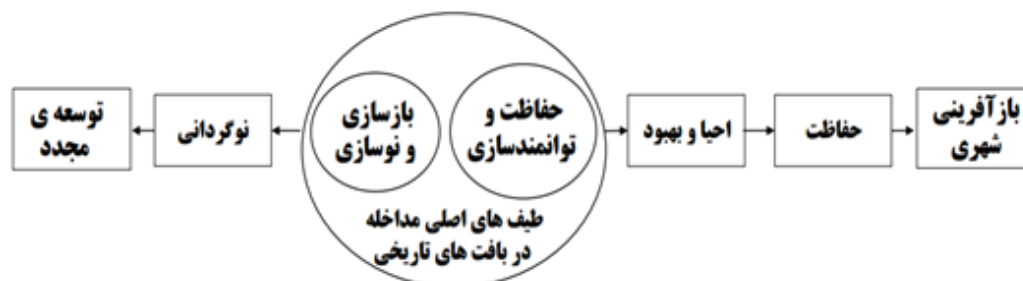 بازآفرینی
شهری
حفاظت
احیا و بهبود
حفاظت و
توانمندسازی
بازسازی
و نوسازی
نوگردانی
توسعه ی
مجدد
طیف های اصلی مداخله
در بافت های تاریخی